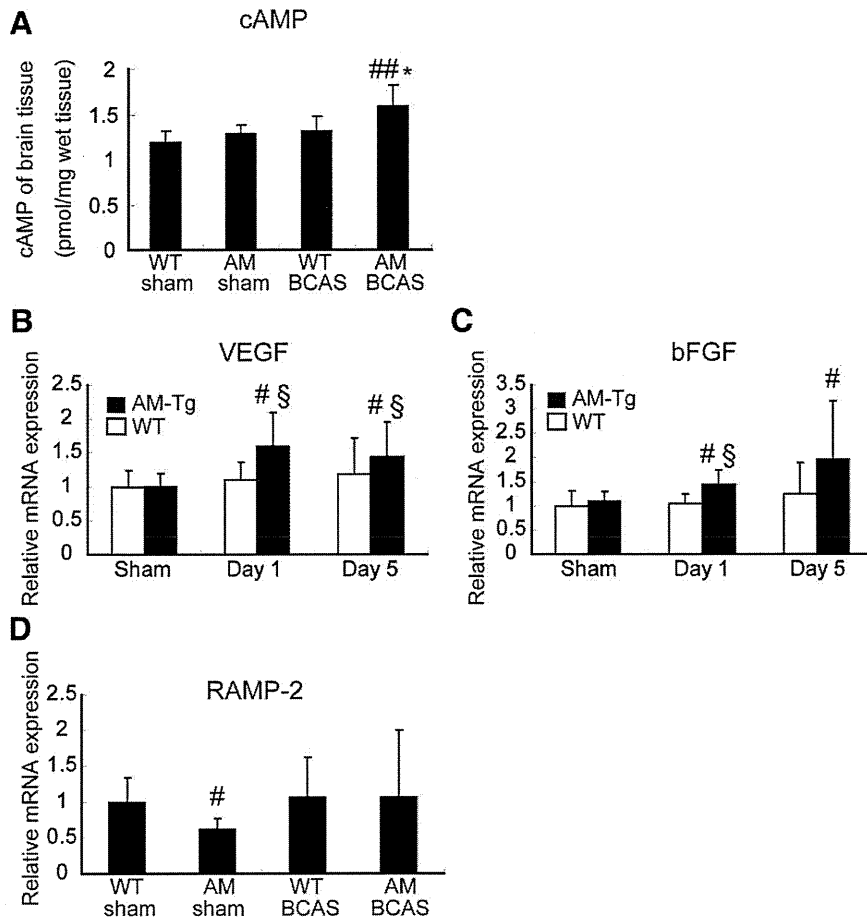 A
cAMP
cAMP of brain tissue
(pmol/mg wet tissue)
2
1.5
1
0.5
0
##*
WT
sham
AM
sham
WT
BCAS
AM
BCAS
B
VEGF
Relative mRNA expression
2.5
2
1.5
1
0.5
0
AM-Tg
WT
# §
# §
Sham
Day 1
Day 5
C
bFGF
Relative mRNA expression
3.5
3
2.5
2
1.5
1
0.5
0
AM-Tg
WT
# §
#
Sham
Day 1
Day 5
D
RAMP-2
Relative mRNA expression
2.5
2
1.5
1
0.5
0
#
WT
sham
AM
sham
WT
BCAS
AM
BCAS